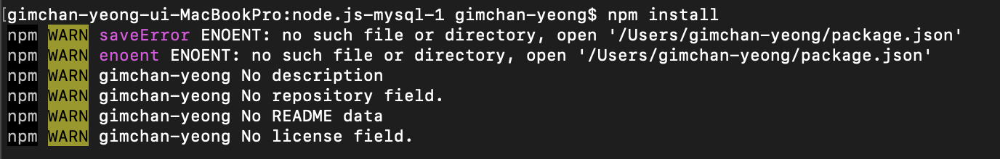 [gimchan-yeong-ui-MacBookPro:node.js-mysql-1 gimchan-yeong$ npm install
npm WARN saveError ENOENT: no such file or directory, open '/Users/gimchan-yeong/package.json'
npm WARN enoent ENOENT: no such file or directory, open '/Users/gimchan-yeong/package.json'
npm WARN gimchan-yeong No description
npm WARN gimchan-yeong No repository field.
npm WARN gimchan-yeong No README data
npm WARN gimchan-yeong No license field.